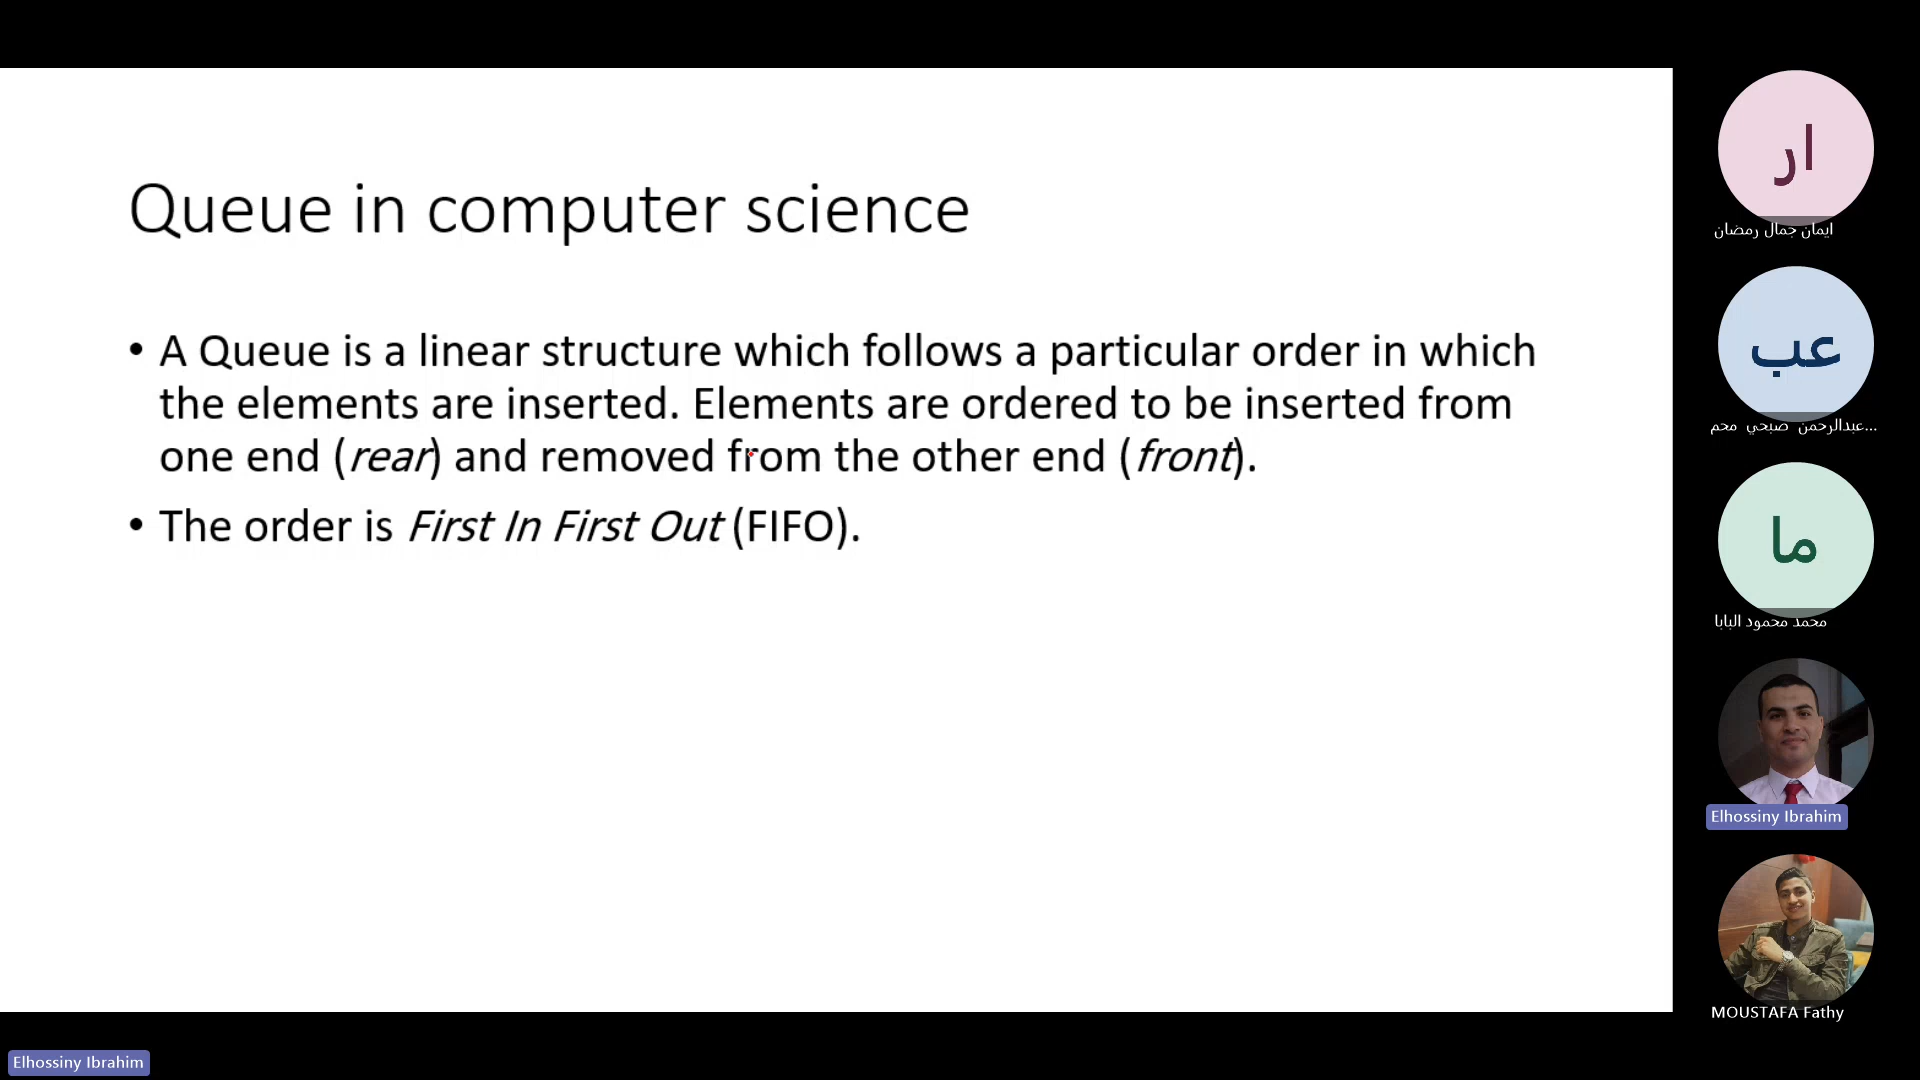 Queue in computer science
• A Queue is a linear structure which follows a particular order in which
the elements are inserted. Elements are ordered to be inserted from
one end (rear) and removed from the other end (front).
• The order is First In First Out (FIFO).
ار
ايمان جمال رمضان
عب
عبدالرحمن صبحي محم...
ما
محمد محمود البابا
Elhossiny Ibrahim
MOUSTAFA Fathy
Elhossiny Ibrahim